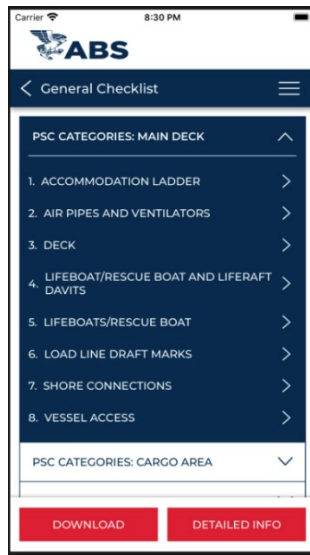 Carrier 8:30 PM
ABS
General Checklist
PSC CATEGORIES: MAIN DECK
1. ACCOMMODATION LADDER
2. AIR PIPES AND VENTILATORS
3. DECK
4. LIFEBOAT/RESCUE BOAT AND LIFERAFT
DAVITS
5. LIFEBOATS/RESCUE BOAT
6. LOAD LINE DRAFT MARKS
7. SHORE CONNECTIONS
8. VESSEL ACCESS
PSC CATEGORIES: CARGO AREA
DOWNLOAD DETAILED INFO